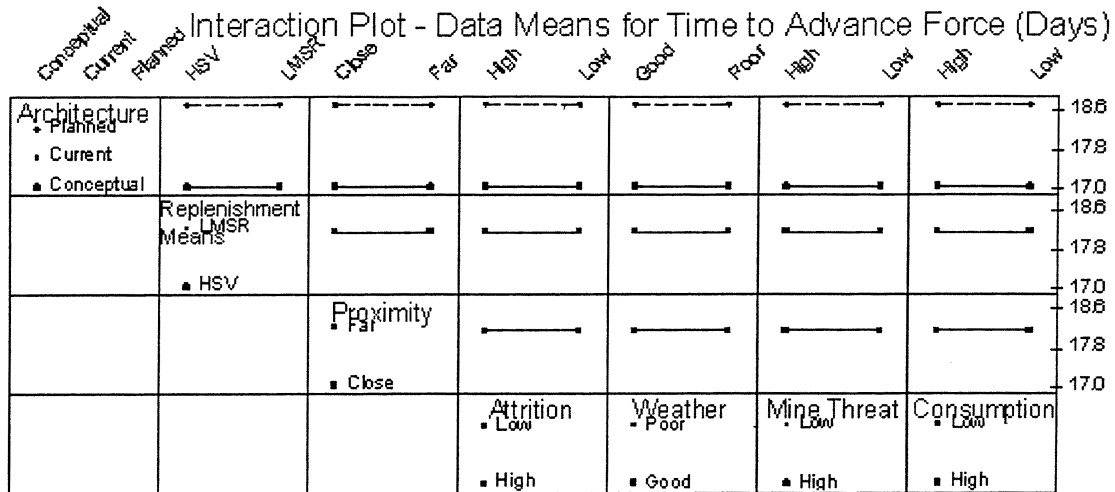 Interaction Plot - Data Means for Time to Advance Force (Days)
Conceptual Current Planned HSV LMSR Close Far High Low Good Poor High Low High Low
Architecture
Planned
Current
Conceptual
18.6
17.8
17.0
Replenishment
Means
LMSR
HSV
18.6
17.8
17.0
Proximity
Far
Close
18.6
17.8
17.0
Attrition
Low
High
Weather
Poor
Good
Mine Threat
Low
High
Consumption
Low
High